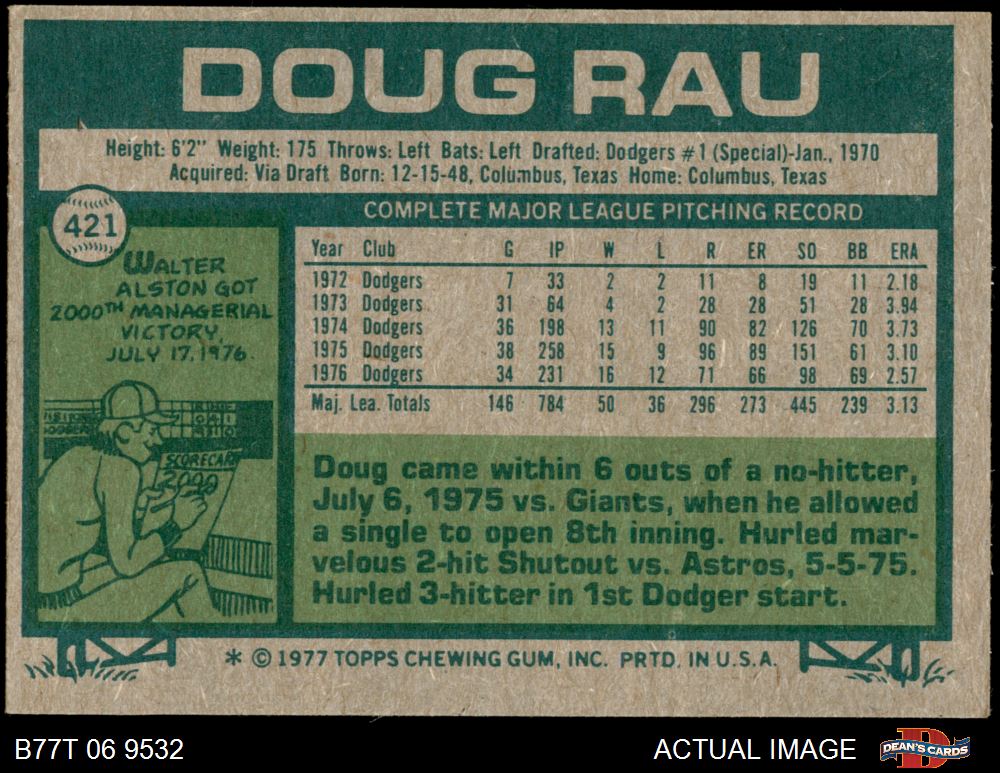 DOUG RAU
Height: 6'2" Weight: 175 Throws: Left Bats: Left Drafted: Dodgers #1 (Special)-Jan., 1970
Acquired: Via Draft Born: 12-15-48, Columbus, Texas Home: Columbus, Texas
421
WALTER
ALSTON GOT
2000TH MANAGERIAL
VICTORY,
JULY 17, 1976.
SCORECARD
2000
COMPLETE MAJOR LEAGUE PITCHING RECORD
Year Club G IP W L R ER SO BB ERA
1972 Dodgers 7 33 2 2 11 8 19 11 2.18
1973 Dodgers 31 64 4 2 28 28 51 28 3.94
1974 Dodgers 36 198 13 11 90 82 126 70 3.73
1975 Dodgers 38 258 15 9 96 89 151 61 3.10
1976 Dodgers 34 231 16 12 71 66 98 69 2.57
Maj. Lea. Totals 146 784 50 36 296 273 445 239 3.13
Doug came within 6 outs of a no-hitter,
July 6, 1975 vs. Giants, when he allowed
a single to open 8th inning. Hurled mar-
velous 2-hit Shutout vs. Astros, 5-5-75.
Hurled 3-hitter in 1st Dodger start.
* © 1977 TOPPS CHEWING GUM, INC. PRTD. IN U.S.A.
B77T 06 9532
ACTUAL IMAGE
DEAN'S CARDS